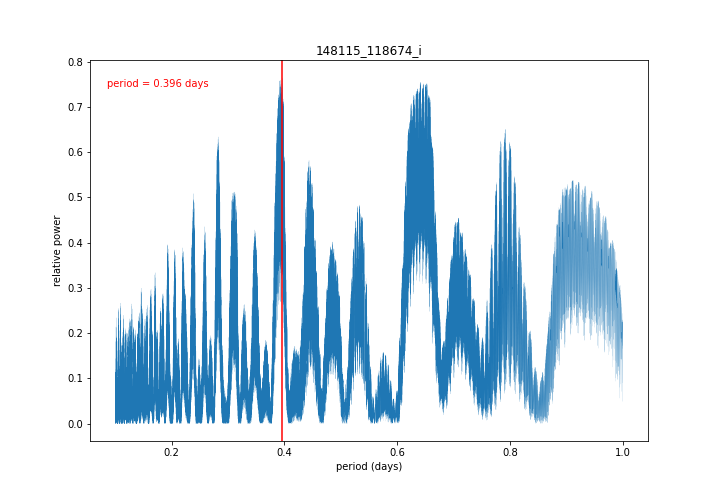 148115_118674_i
period = 0.396 days
relative power
0.8
0.7
0.6
0.5
0.4
0.3
0.2
0.1
0.0
0.2 0.4 0.6 0.8 1.0
period (days)